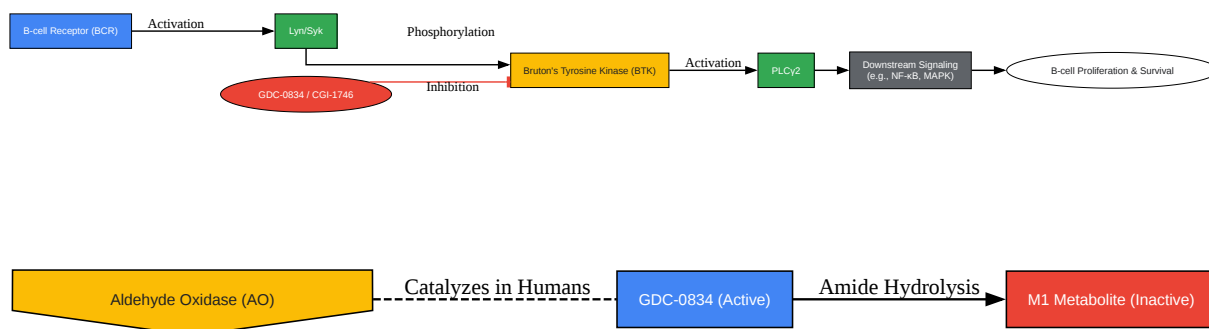 B-cell Receptor (BCR)
Activation
Lyn/Syk
Phosphorylation
Bruton's Tyrosine Kinase (BTK)
Activation
PLCγ2
Downstream Signaling
(e.g., NF-κB, MAPK)
B-cell Proliferation & Survival
GDC-0834 / CGI-1746
Inhibition
Aldehyde Oxidase (AO)
Catalyzes in Humans
GDC-0834 (Active)
Amide Hydrolysis
M1 Metabolite (Inactive)